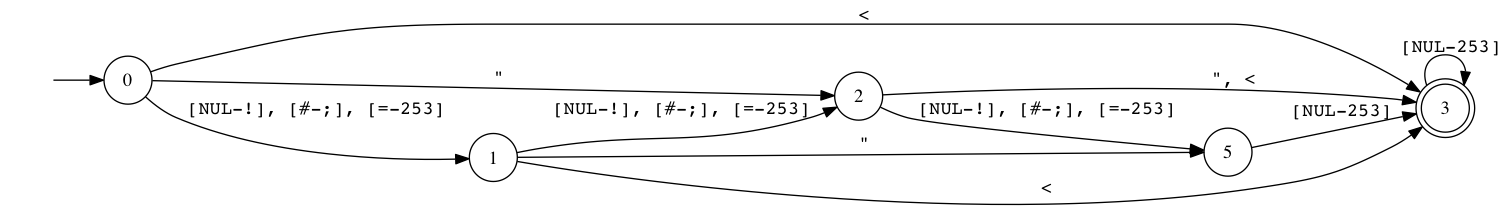 <
[NUL-253]
0
"
2
", <
3
[NUL-!], [#-;], [=-253]
[NUL-!], [#-;], [=-253]
[NUL-!], [#-;], [=-253]
[NUL-253]
1
"
5
<